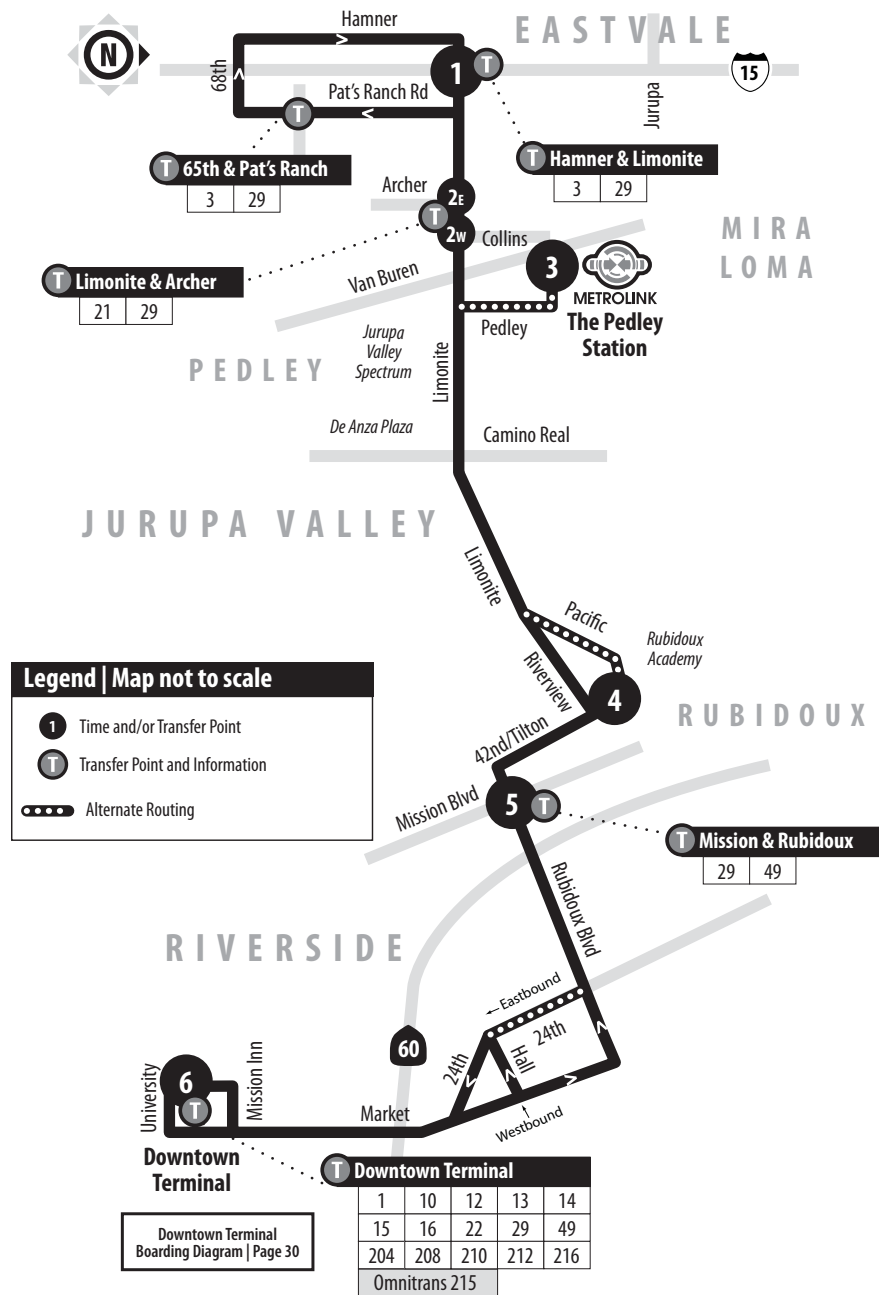 Hamner
EASTVALE
N
68th
1
T
15
Pat's Ranch Rd
Jurupa
T
T 65th & Pat's Ranch
3 29
T Hamner & Limonite
3 29
Archer
2E
T
2W
Collins
MIRA
LOMA
3
METROLINK
The Pedley
Station
T Limonite & Archer
21 29
Van Buren
Pedley
Jurupa
Valley
Spectrum
PEDLEY
Limonite
De Anza Plaza
Camino Real
JURUPA VALLEY
Limonite
Pacific
Rubidoux
Academy
Riverview
4
RUBIDOUX
Legend | Map not to scale
1 Time and/or Transfer Point
T Transfer Point and Information
Alternate Routing
42nd/Tilton
Mission Blvd
5
T
T Mission & Rubidoux
29 49
Rubidoux Blvd
RIVERSIDE
←Eastbound
24th
60
24th
Hall
6
T
University
Mission Inn
Market
Westbound
Downtown
Terminal
T Downtown Terminal
1 10 12 13 14
15 16 22 29 49
204 208 210 212 216
Omnitrans 215
Downtown Terminal
Boarding Diagram | Page 30